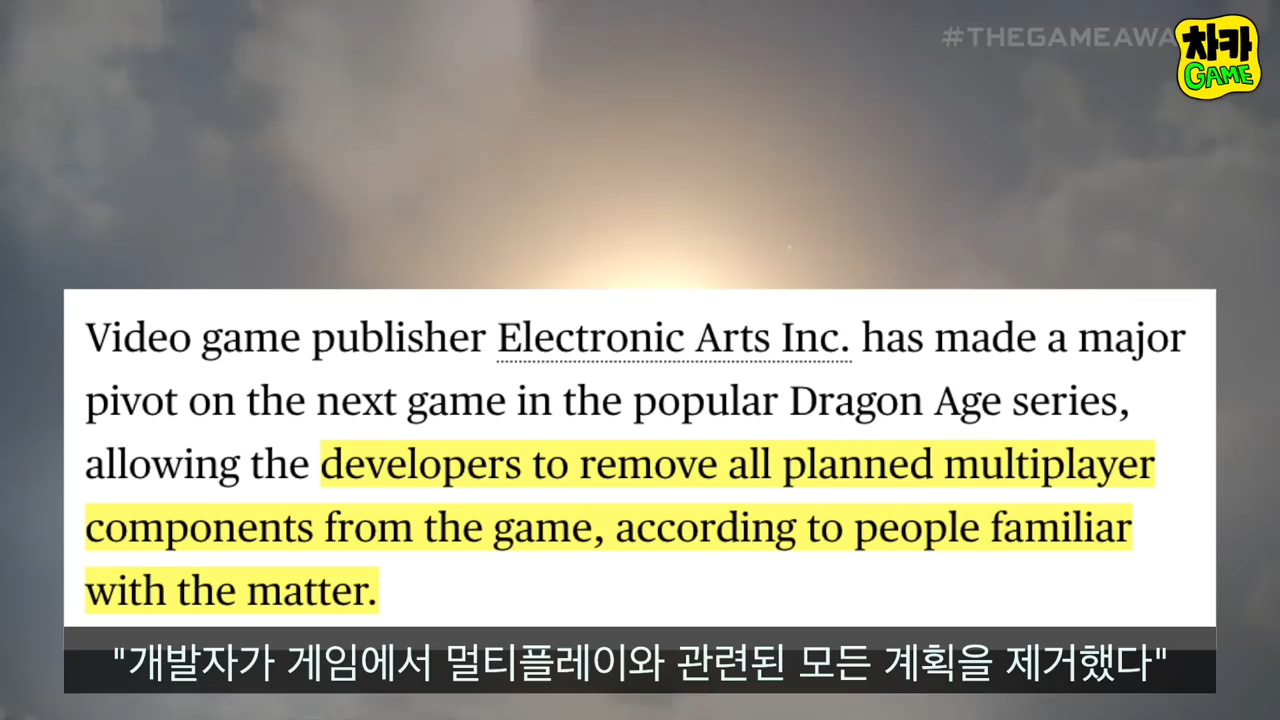 #THEGAMEAWA
차카
GAME
Video game publisher Electronic Arts Inc. has made a major
pivot on the next game in the popular Dragon Age series,
allowing the developers to remove all planned multiplayer
components from the game, according to people familiar
with the matter.
"개발자가 게임에서 멀티플레이와 관련된 모든 계획을 제거했다"